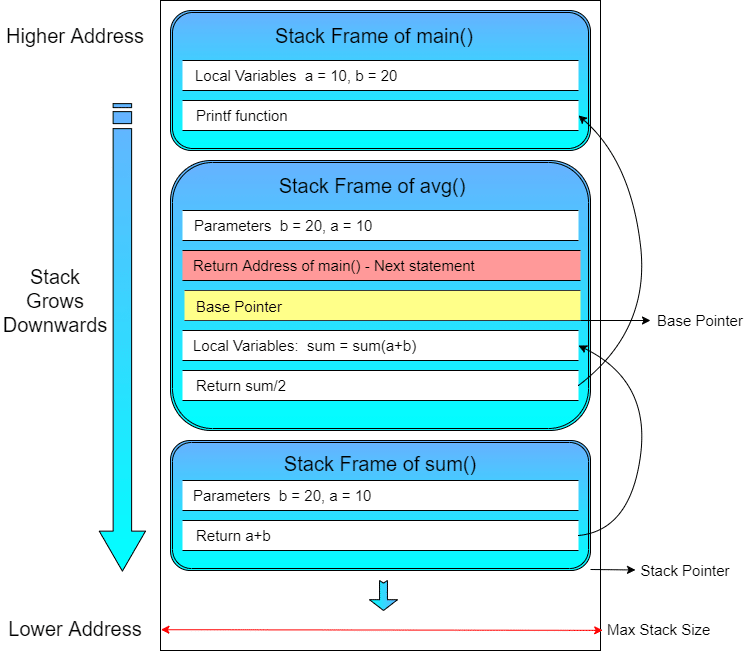 Higher Address
Stack Frame of main()
Local Variables  a = 10, b = 20
Printf function
Stack Frame of avg()
Parameters  b = 20, a = 10
Return Address of main() - Next statement
Stack
Grows
Downwards
Base Pointer
Base Pointer
Local Variables:  sum = sum(a+b)
Return sum/2
Stack Frame of sum()
Parameters  b = 20, a = 10
Return a+b
Stack Pointer
Lower Address
Max Stack Size